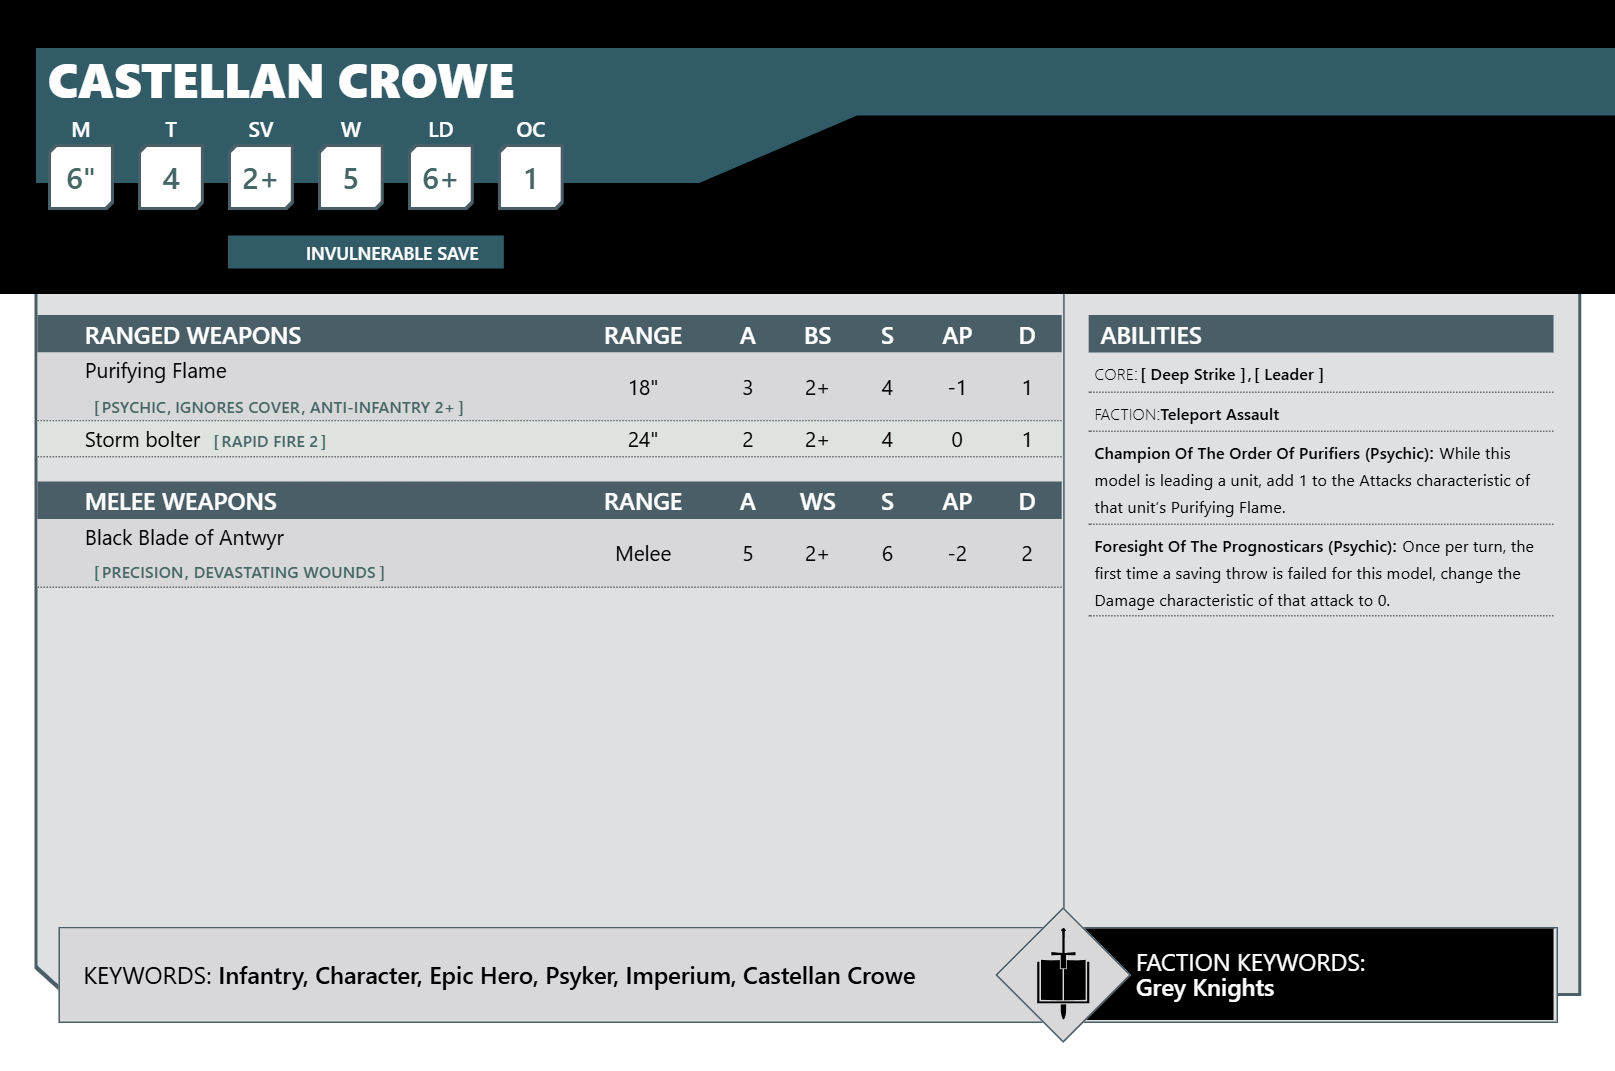 CASTELLAN CROWE
M T SV W LD OC
6" 4 2+ 5 6+ 1
INVULNERABLE SAVE
RANGED WEAPONS RANGE A BS S AP D
Purifying Flame
[ PSYCHIC, IGNORES COVER, ANTI-INFANTRY 2+ ] 18" 3 2+ 4 -1 1
Storm bolter [ RAPID FIRE 2 ] 24" 2 2+ 4 0 1
MELEE WEAPONS RANGE A WS S AP D
Black Blade of Antwyr
[ PRECISION, DEVASTATING WOUNDS ] Melee 5 2+ 6 -2 2
ABILITIES
CORE: [ Deep Strike ] , [ Leader ]
FACTION:Teleport Assault
Champion Of The Order Of Purifiers (Psychic): While this
model is leading a unit, add 1 to the Attacks characteristic of
that unit’s Purifying Flame.
Foresight Of The Prognosticars (Psychic): Once per turn, the
first time a saving throw is failed for this model, change the
Damage characteristic of that attack to 0.
KEYWORDS: Infantry, Character, Epic Hero, Psyker, Imperium, Castellan Crowe
FACTION KEYWORDS:
Grey Knights